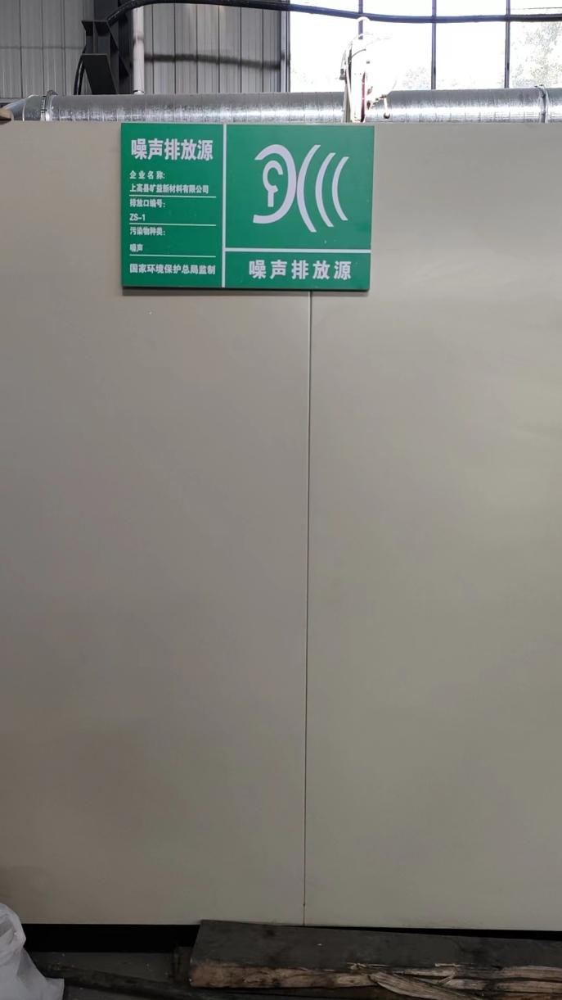 噪声排放源
企业名称:
上高县旷益新材料有限公司
排放口编号:
ZS-1
污染物种类:
噪声
国家环境保护总局监制
噪声排放源